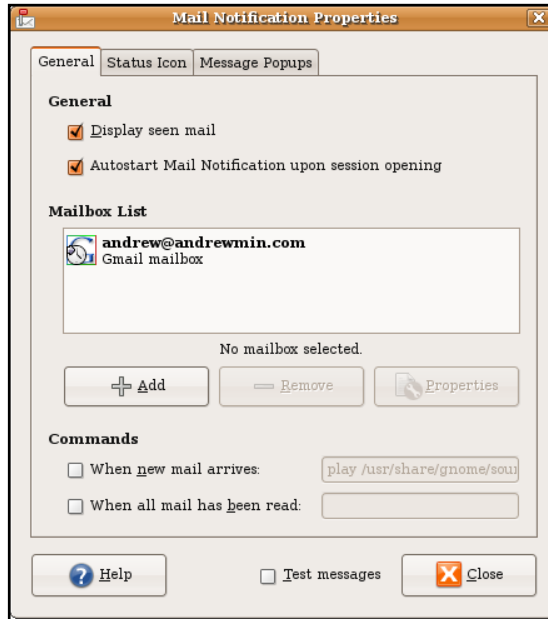 Mail Notification Properties
General Status Icon Message Popups
General
Display seen mail
Autostart Mail Notification upon session opening
Mailbox List
andrew@andrewmin.com
Gmail mailbox
No mailbox selected.
Add Remove Properties
Commands
When new mail arrives: play /usr/share/gnome/soun
When all mail has been read:
Help Test messages Close